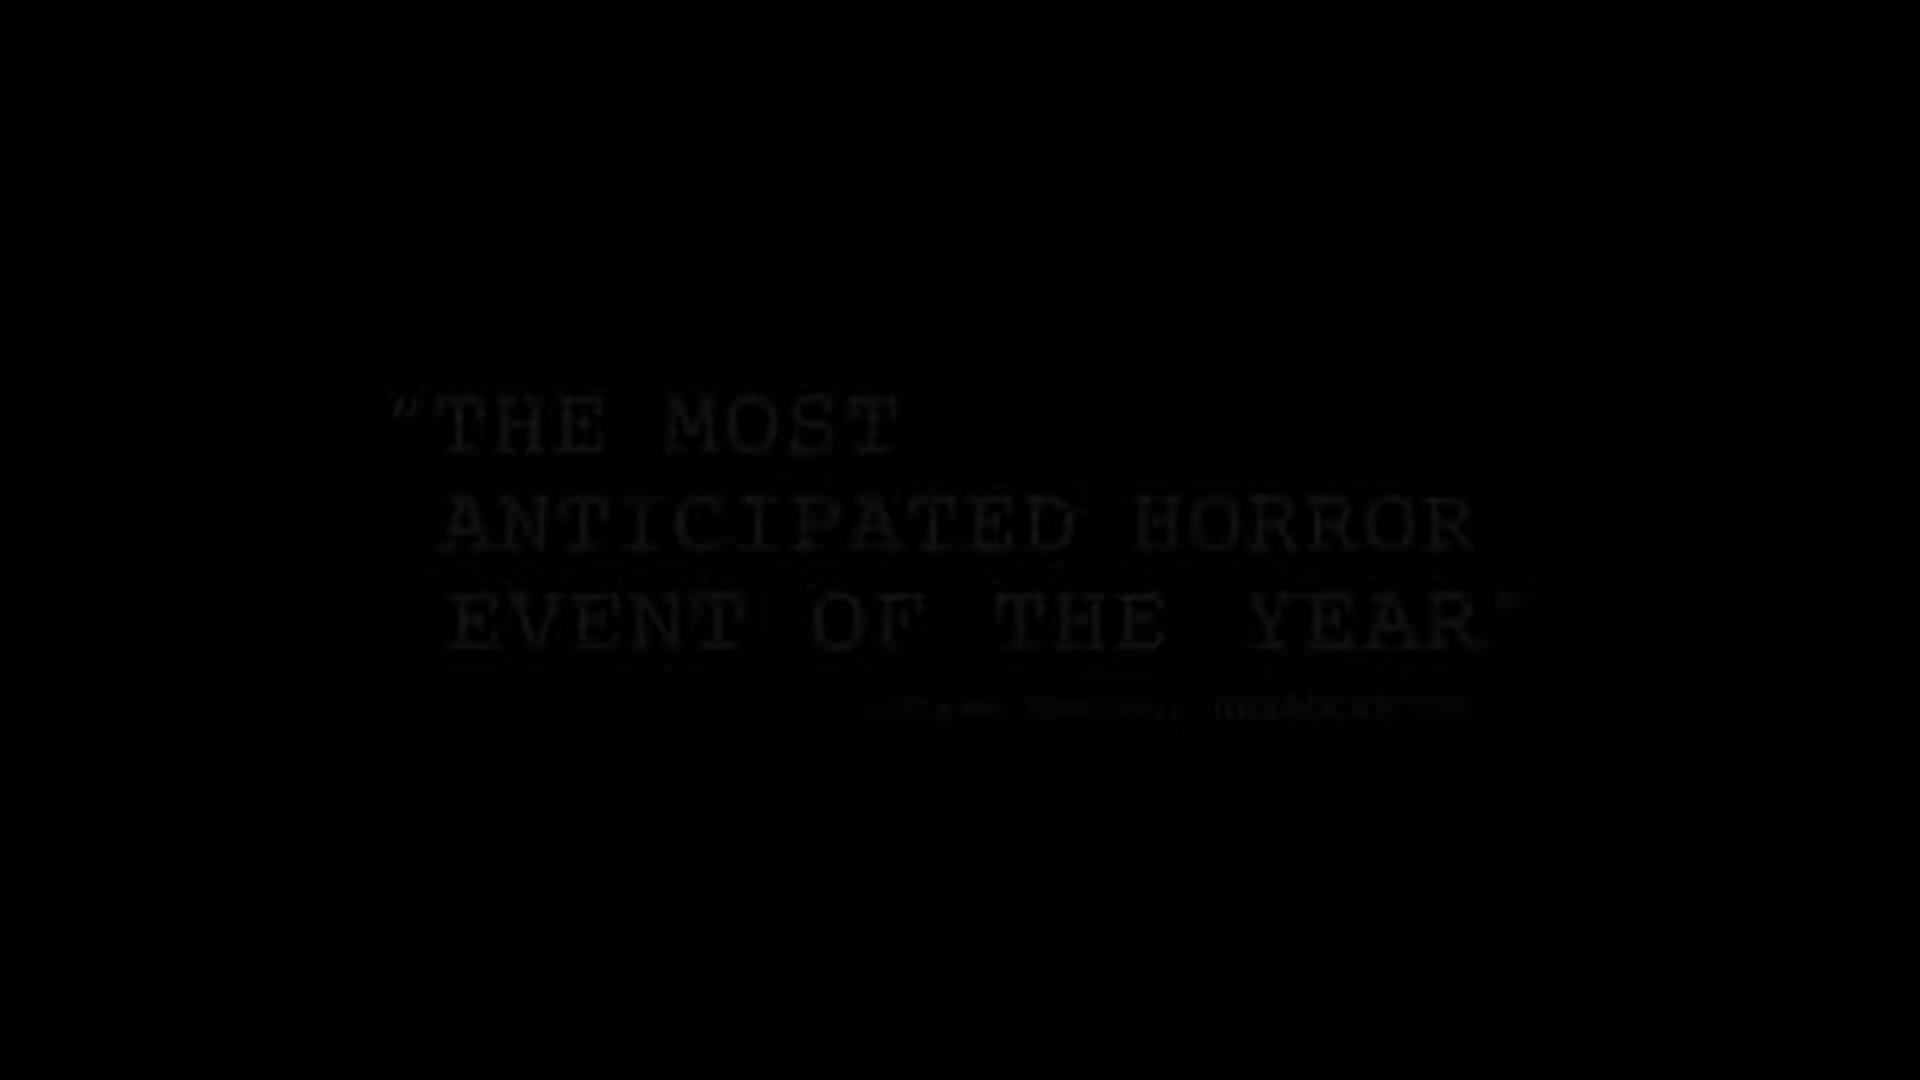 “THE MOST
ANTICIPATED HORROR
EVENT OF THE YEAR”